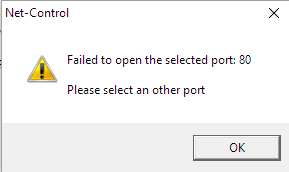 Net-Control
Failed to open the selected port: 80
Please select an other port
OK